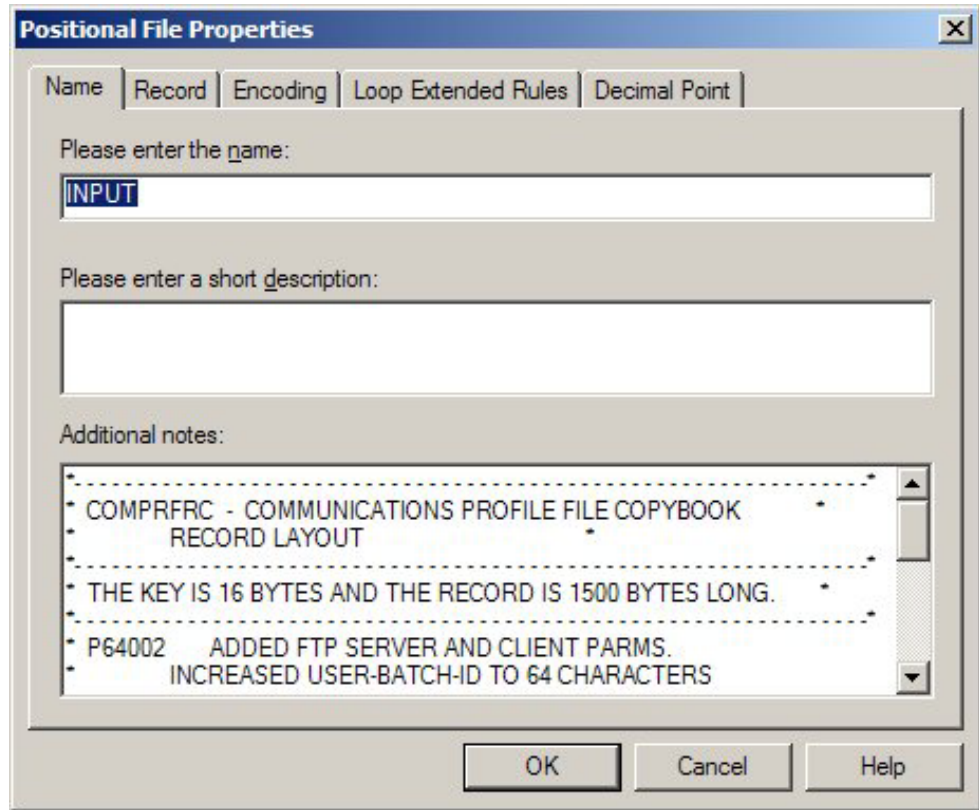 Positional File Properties
Name Record Encoding Loop Extended Rules Decimal Point
Please enter the name:
INPUT
Please enter a short description:
Additional notes:
*-----------------------------------------------------------------*
* COMPRFRC - COMMUNICATIONS PROFILE FILE COPYBOOK *
* RECORD LAYOUT *
*-----------------------------------------------------------------*
* THE KEY IS 16 BYTES AND THE RECORD IS 1500 BYTES LONG. *
*-----------------------------------------------------------------*
* P64002 ADDED FTP SERVER AND CLIENT PARMS.
* INCREASED USER-BATCH-ID TO 64 CHARACTERS
OK Cancel Help